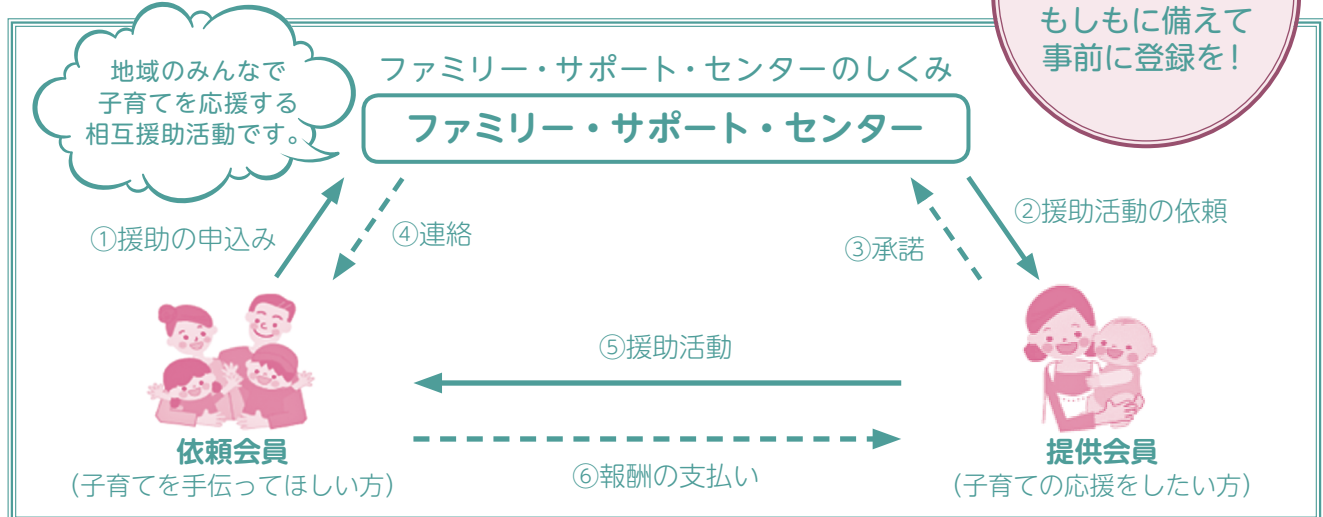 もしもに備えて
事前に登録を!
地域のみんなで
子育てを応援する
相互援助活動です。
ファミリー・サポート・センターのしくみ
ファミリー・サポート・センター
①援助の申込み
④連絡
③承諾
②援助活動の依頼
⑤援助活動
⑥報酬の支払い
依頼会員
(子育てを手伝ってほしい方)
提供会員
(子育ての応援をしたい方)